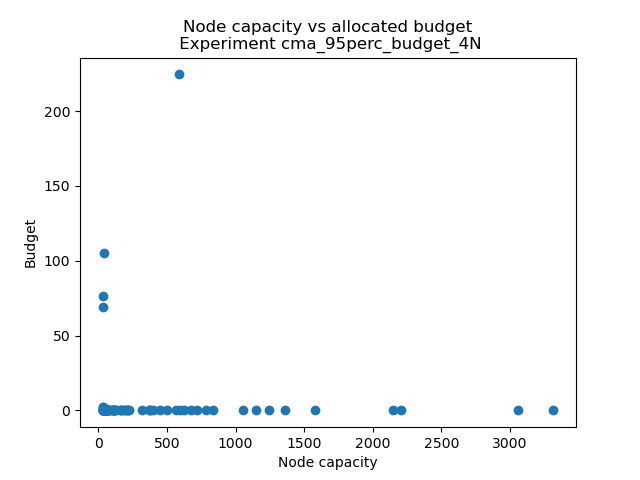 Node capacity vs allocated budget
Experiment cma_95perc_budget_4N
200
150
100
50
0
Budget
0 500 1000 1500 2000 2500 3000
Node capacity